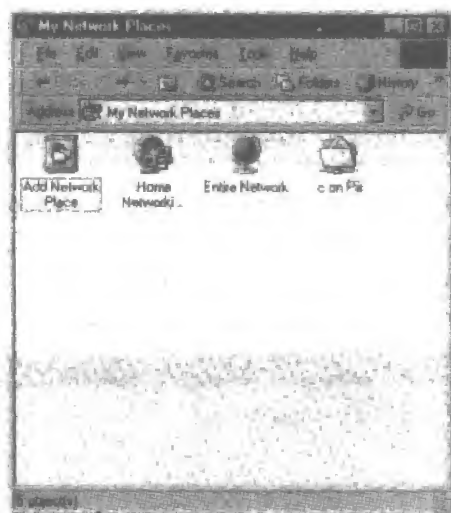 My Network Places
File Edit View Favorites Tools Help
Search Folders History »
Address My Network Places Go
Add Network Place
Home Networki...
Entire Network
c on
object(s)